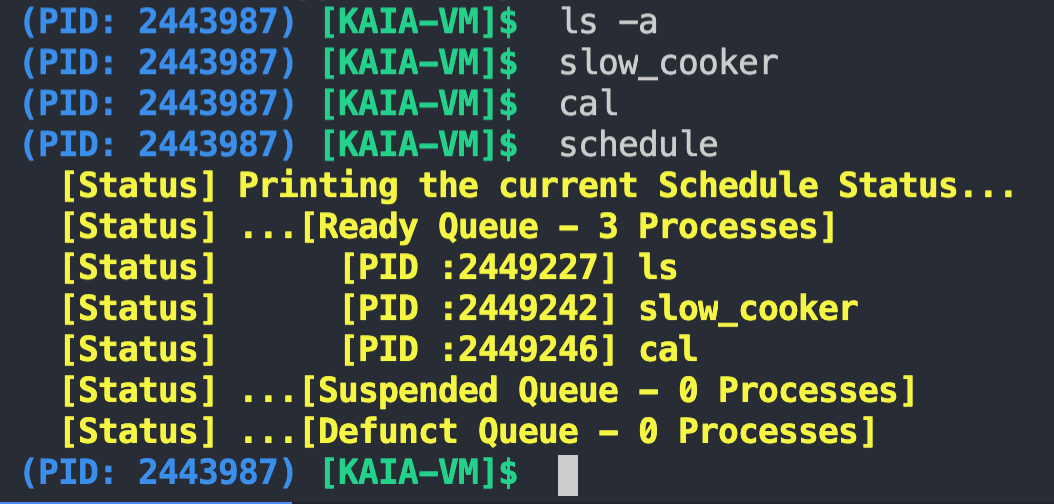 (PID: 2443987) [KAIA-VM]$  ls -a
(PID: 2443987) [KAIA-VM]$  slow_cooker
(PID: 2443987) [KAIA-VM]$  cal
(PID: 2443987) [KAIA-VM]$  schedule
  [Status] Printing the current Schedule Status...
  [Status] ...[Ready Queue - 3 Processes]
  [Status]      [PID :2449227] ls
  [Status]      [PID :2449242] slow_cooker
  [Status]      [PID :2449246] cal
  [Status] ...[Suspended Queue - 0 Processes]
  [Status] ...[Defunct Queue - 0 Processes]
(PID: 2443987) [KAIA-VM]$